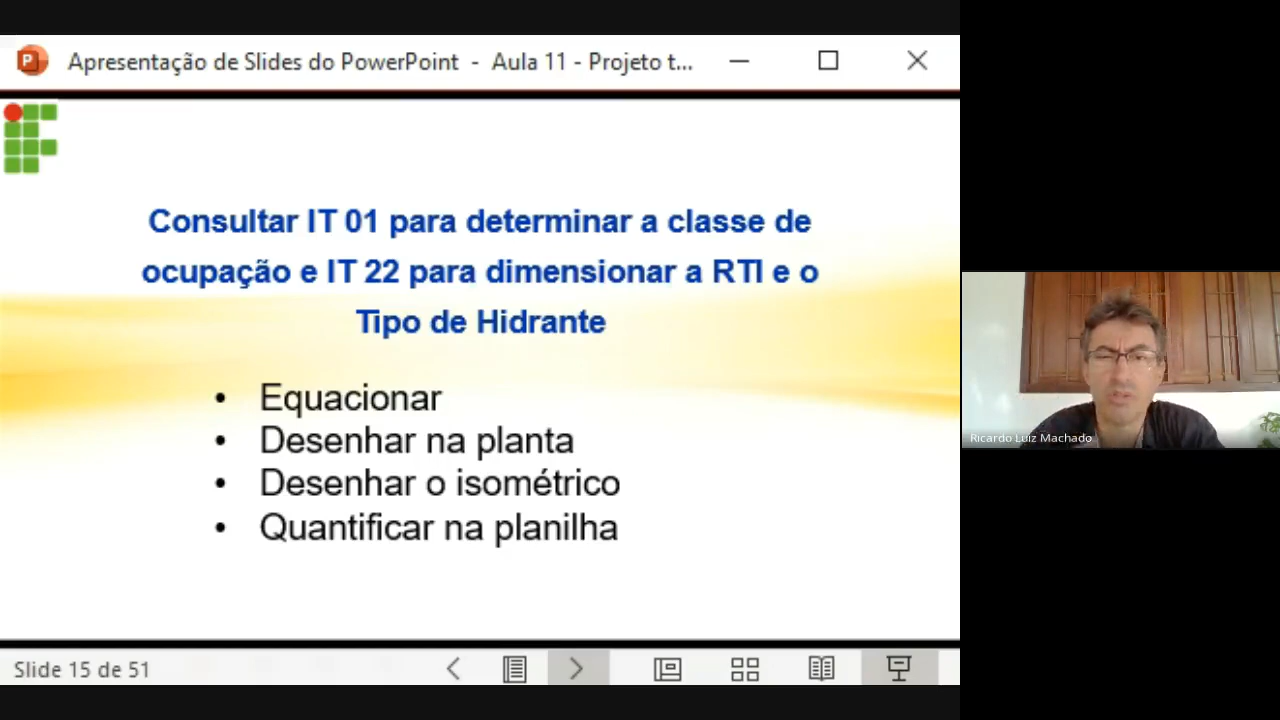 Apresentação de Slides do PowerPoint - Aula 11 - Projeto t...
Consultar IT 01 para determinar a classe de
ocupação e IT 22 para dimensionar a RTI e o
Tipo de Hidrante
• Equacionar
• Desenhar na planta
• Desenhar o isométrico
• Quantificar na planilha
Ricardo Luiz Machado
Slide 15 de 51